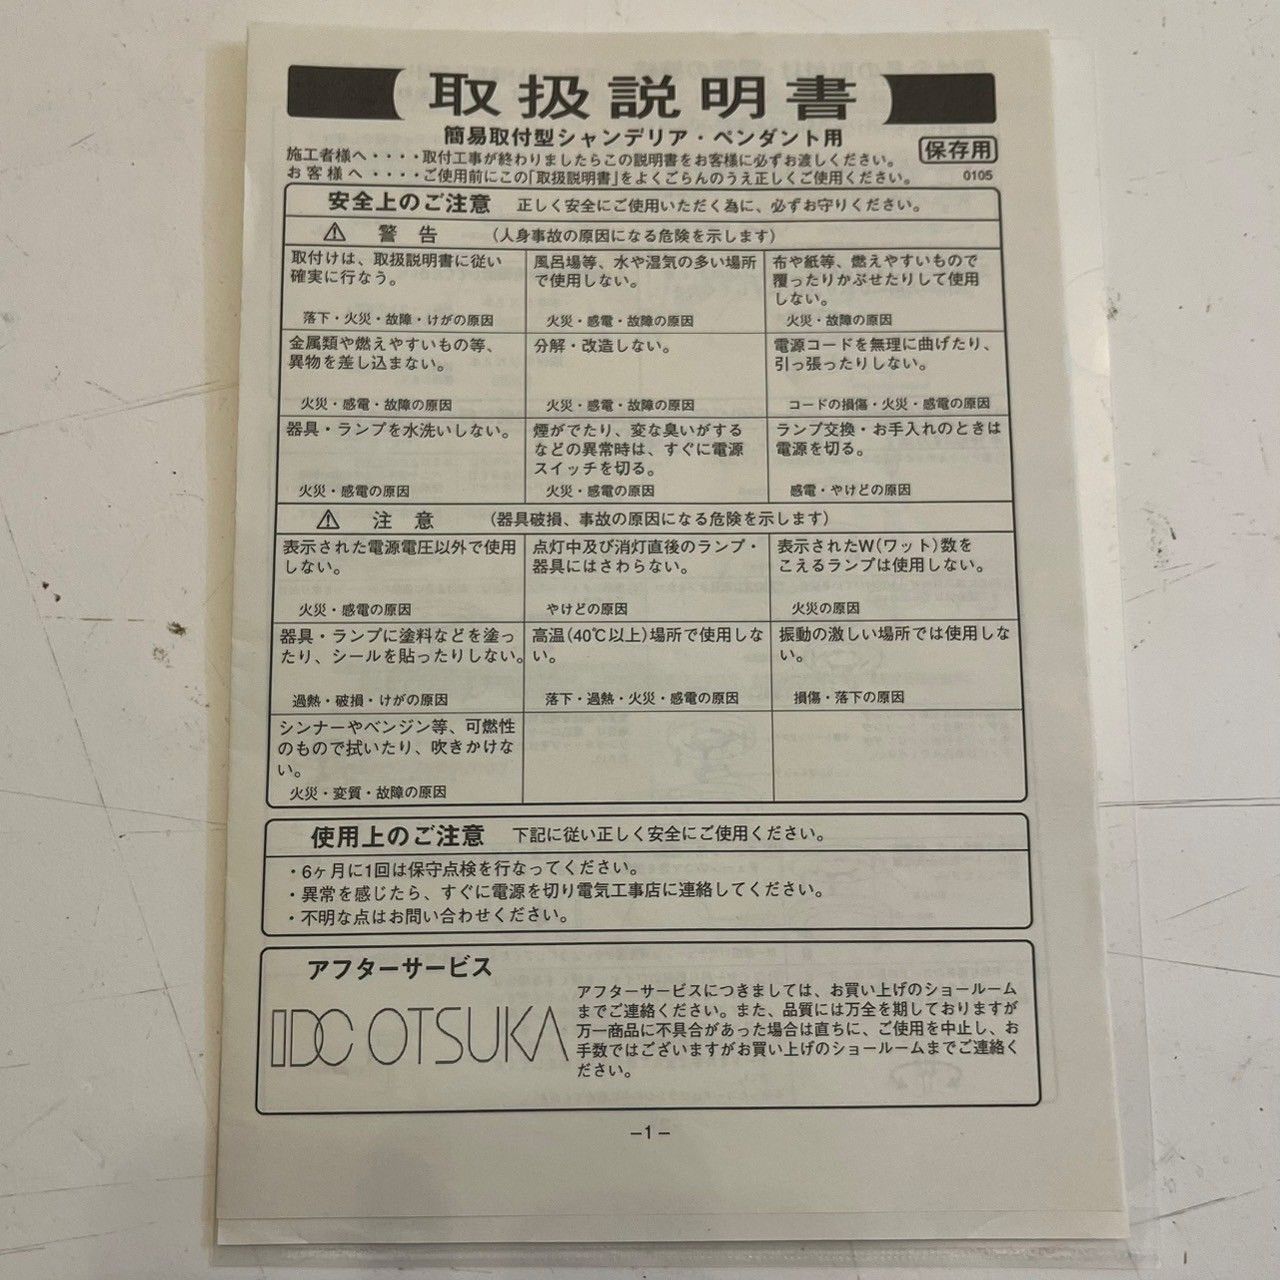 取扱説明書
簡易取付型シャンデリア・ペンダント用
保存用
施工者様へ・・・・取付工事が終わりましたらこの説明書をお客様に必ずお渡しください。
お客様へ・・・・ご使用前にこの「取扱説明書」をよくごらんのうえ正しくご使用ください。
0105
安全上のご注意 正しく安全にご使用いただく為に、必ずお守りください。
⚠ 警告 (人身事故の原因になる危険を示します)
取付けは、取扱説明書に従い
確実に行なう。
落下・火災・故障・けがの原因
風呂場等、水や湿気の多い場所
で使用しない。
火災・感電・故障の原因
布や紙等、燃えやすいもので
覆ったりかぶせたりして使用
しない。
火災・故障の原因
金属類や燃えやすいもの等、
異物を差し込まない。
火災・感電・故障の原因
分解・改造しない。
火災・感電・故障の原因
電源コードを無理に曲げたり、
引っ張ったりしない。
コードの損傷・火災・感電の原因
器具・ランプを水洗いしない。
火災・感電の原因
煙がでたり、変な臭いがする
などの異常時は、すぐに電源
スイッチを切る。
火災・感電の原因
ランプ交換・お手入れのときは
電源を切る。
感電・やけどの原因
⚠ 注意 (器具破損、事故の原因になる危険を示します)
表示された電源電圧以外で使用
しない。
火災・感電の原因
点灯中及び消灯直後のランプ・
器具にはさわらない。
やけどの原因
表示されたW(ワット)数を
こえるランプは使用しない。
火災の原因
器具・ランプに塗料などを塗っ
たり、シールを貼ったりしない。
過熱・破損・けがの原因
高温(40℃以上)場所で使用しな
い。
落下・過熱・火災・感電の原因
振動の激しい場所では使用しな
い。
損傷・落下の原因
シンナーやベンジン等、可燃性
のもので拭いたり、吹きかけな
い。
火災・変質・故障の原因
使用上のご注意 下記に従い正しく安全にご使用ください。
・6ヶ月に1回は保守点検を行なってください。
・異常を感じたら、すぐに電源を切り電気工事店に連絡してください。
・不明な点はお問い合わせください。
アフターサービス
IDC OTSUKA
アフターサービスにつきましては、お買い上げのショールーム
までご連絡ください。また、品質には万全を期しておりますが
万一商品に不具合があった場合は直ちに、ご使用を中止し、お
手数ではございますがお買い上げのショールームまでご連絡く
ださい。
－1－